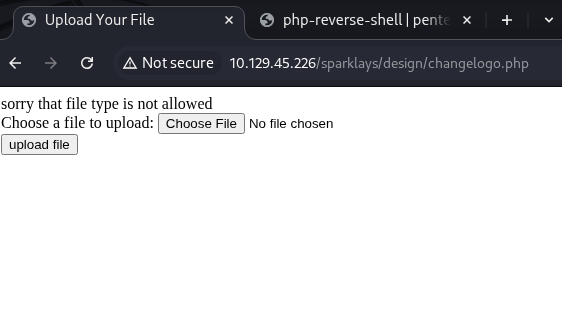 Upload Your File
php-reverse-shell | pente
Not secure 10.129.45.226/sparklays/design/changelogo.php
sorry that file type is not allowed
Choose a file to upload: Choose File No file chosen
upload file